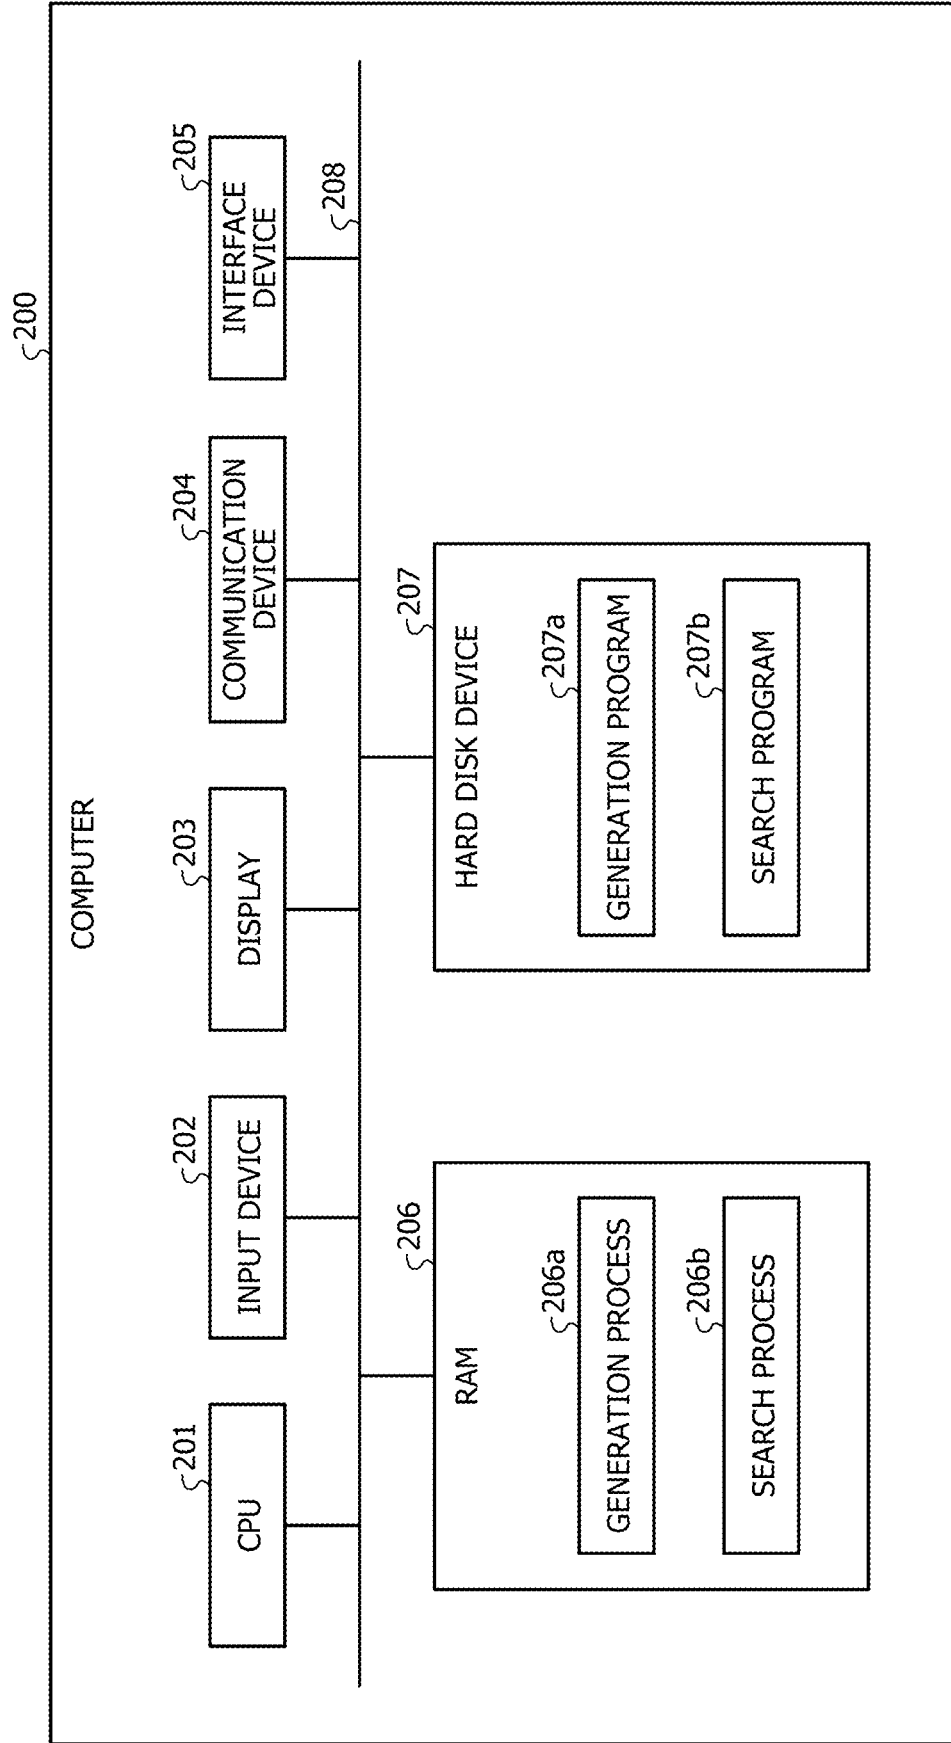 200
COMPUTER
201
CPU
202
INPUT DEVICE
203
DISPLAY
204
COMMUNICATION
DEVICE
205
INTERFACE
DEVICE
208
206
RAM
206a
GENERATION PROCESS
206b
SEARCH PROCESS
207
HARD DISK DEVICE
207a
GENERATION PROGRAM
207b
SEARCH PROGRAM